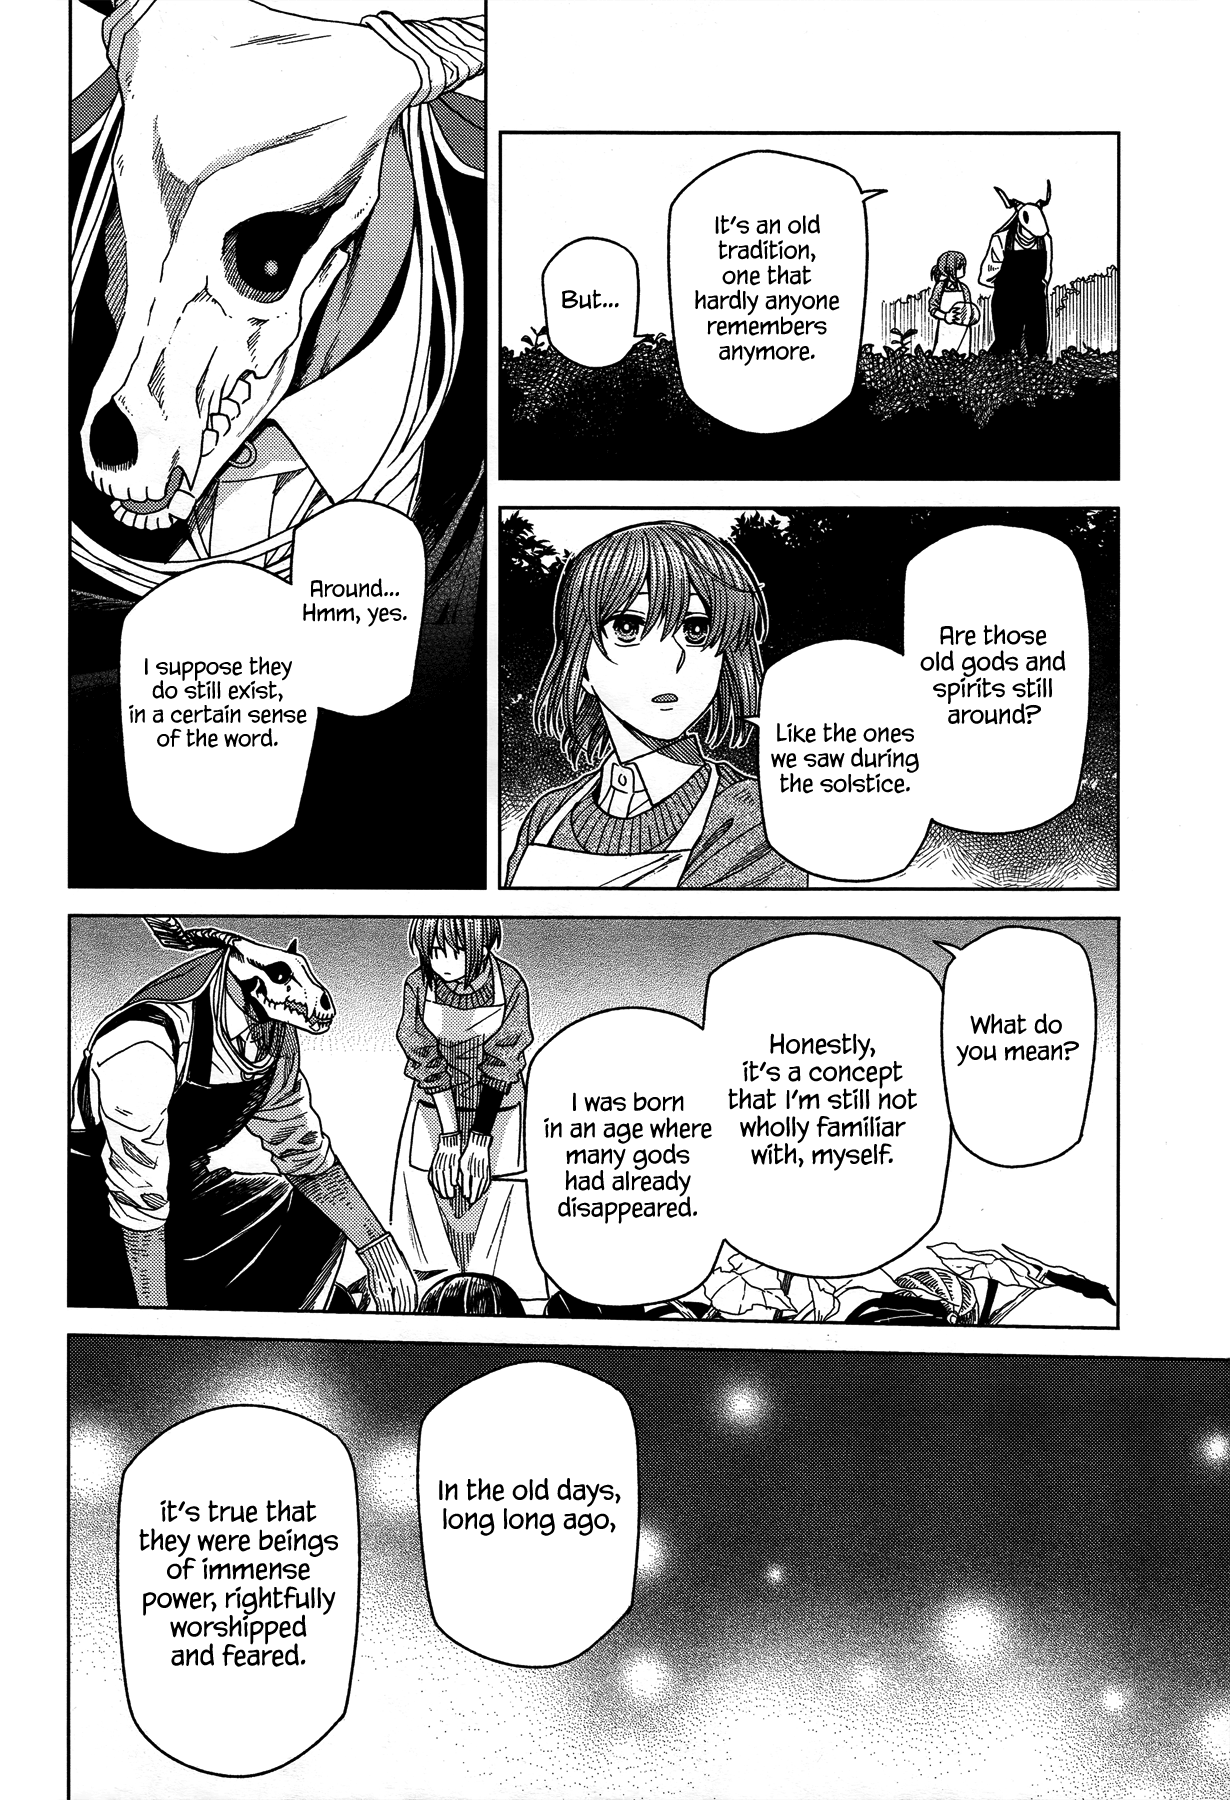 It's an old
tradition,
one that
hardly anyone
remembers
anymore.
But...
Are those
old gods and
spirits still
around?
Like the ones
we saw during
the solstice.
Around...
Hmm, yes.
I suppose they
do still exist,
in a certain sense
of the word.
What do
you mean?
Honestly,
it's a concept
that I'm still not
wholly familiar
with, myself.
I was born
in an age where
many gods
had already
disappeared.
In the old days,
long long ago,
it's true that
they were beings
of immense
power, rightfully
worshipped
and feared.